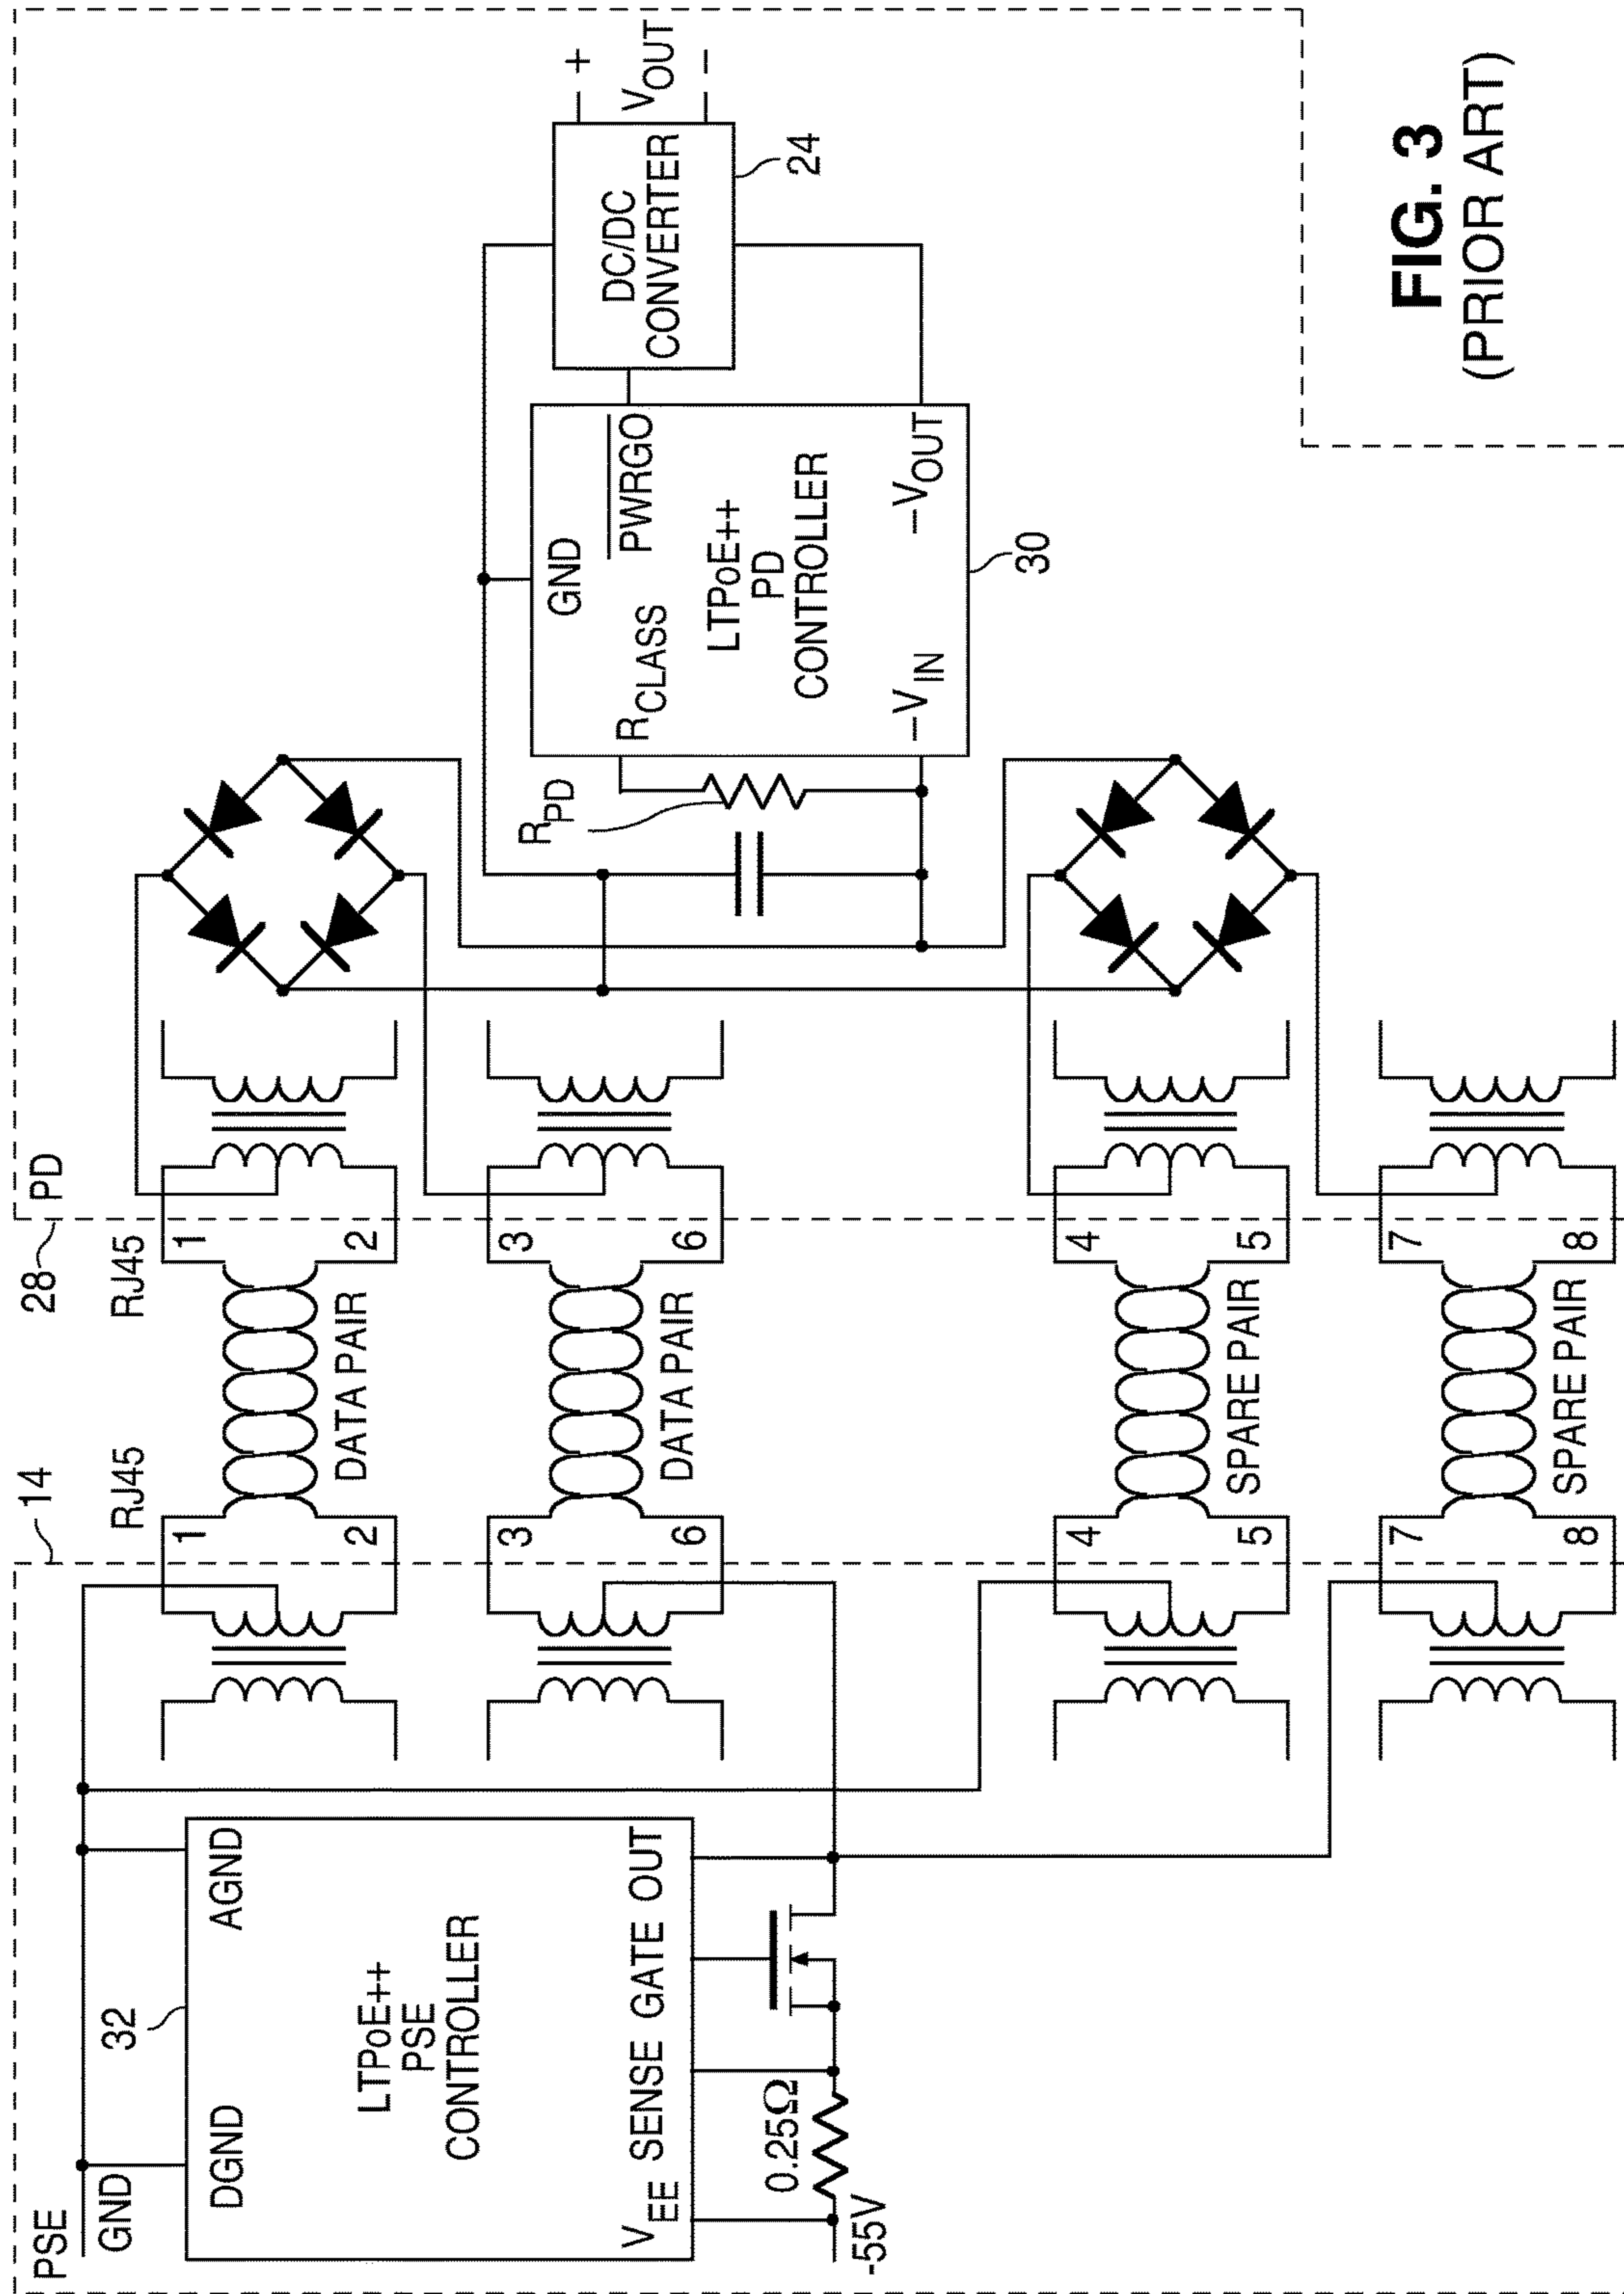 PSE
GND
DGND
AGND
32
LTPoE++
PSE
CONTROLLER
VEE
SENSE
GATE
OUT
0.25Ω
-55V
14
RJ45
1
2
DATA PAIR
3
6
DATA PAIR
4
5
SPARE PAIR
7
8
SPARE PAIR
28
RJ45
PD
1
2
3
6
4
5
7
8
RPD
GND
RCLASS
PWRGO
LTPoE++
PD
CONTROLLER
–VIN
–VOUT
30
DC/DC
CONVERTER
24
+
VOUT
–
FIG. 3
(PRIOR ART)